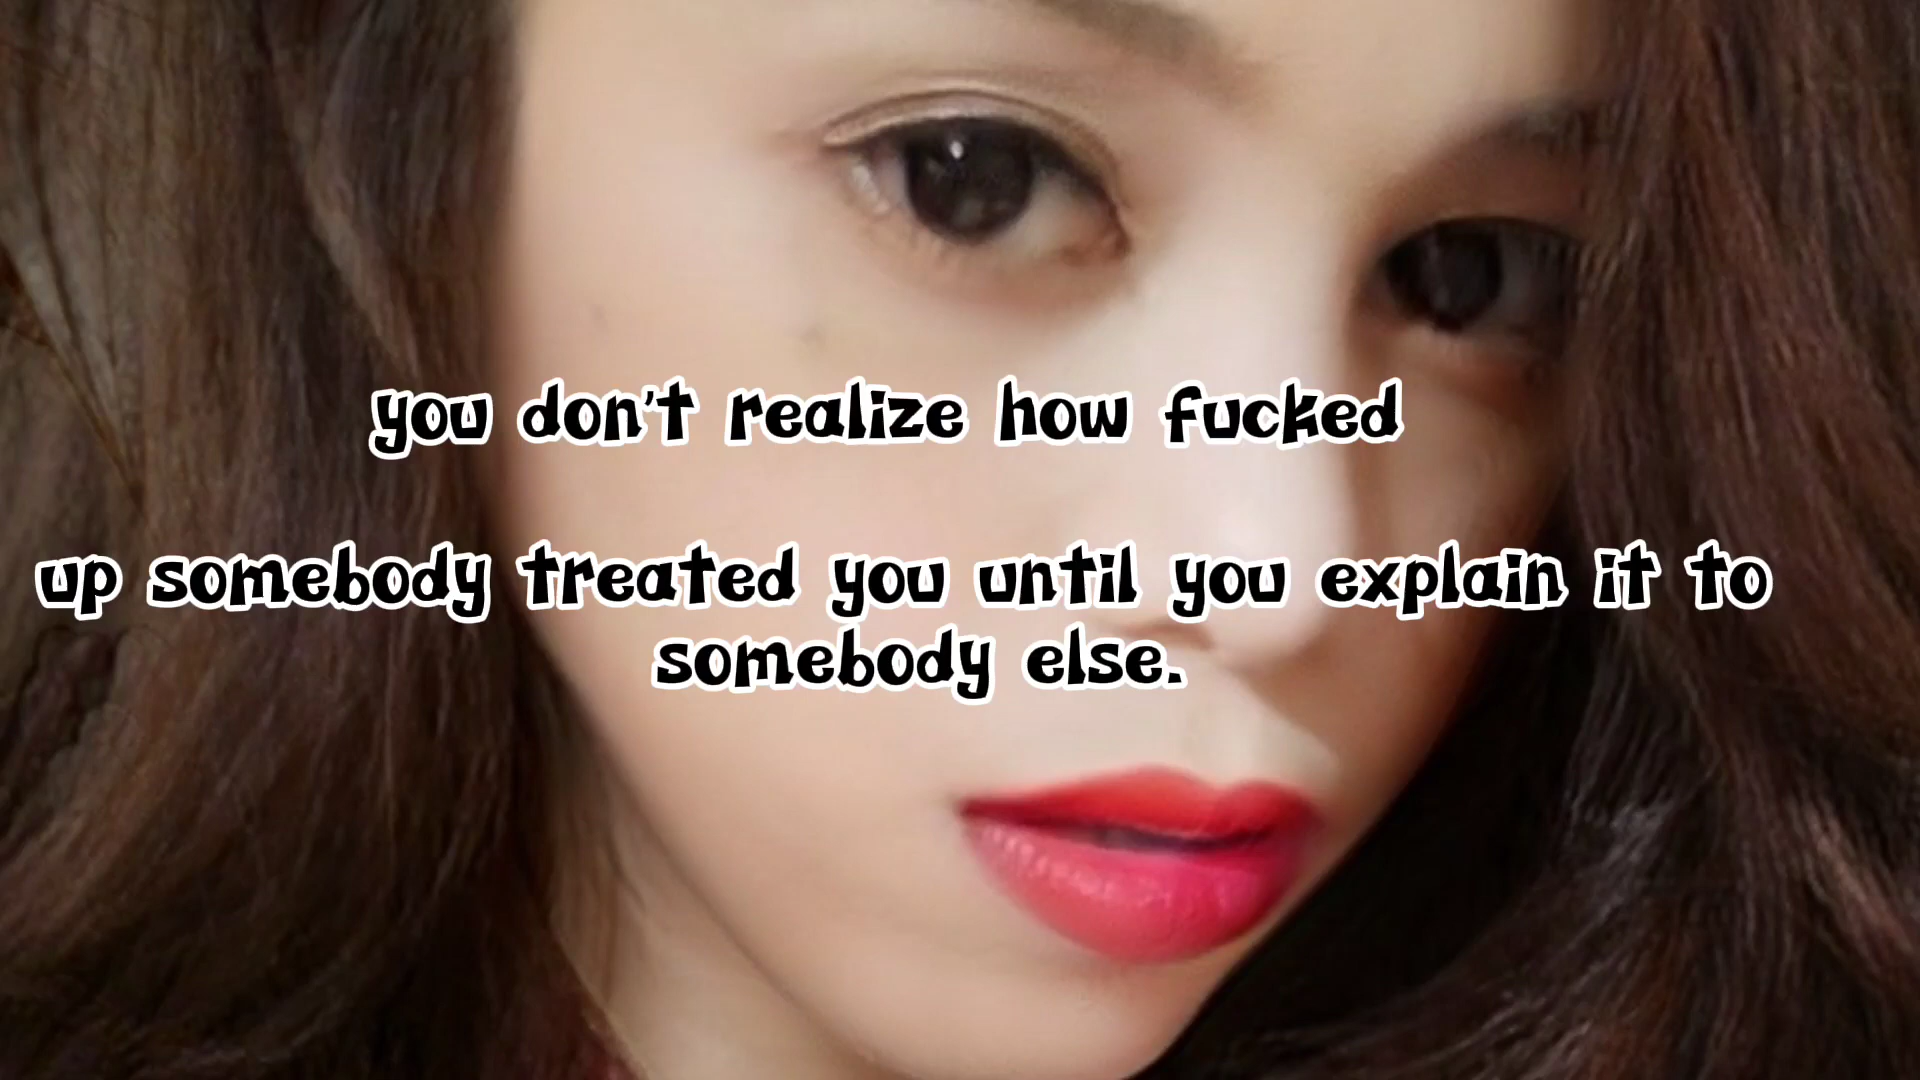 you don't realize how fucked
up somebody treated you until you explain it to
somebody else.